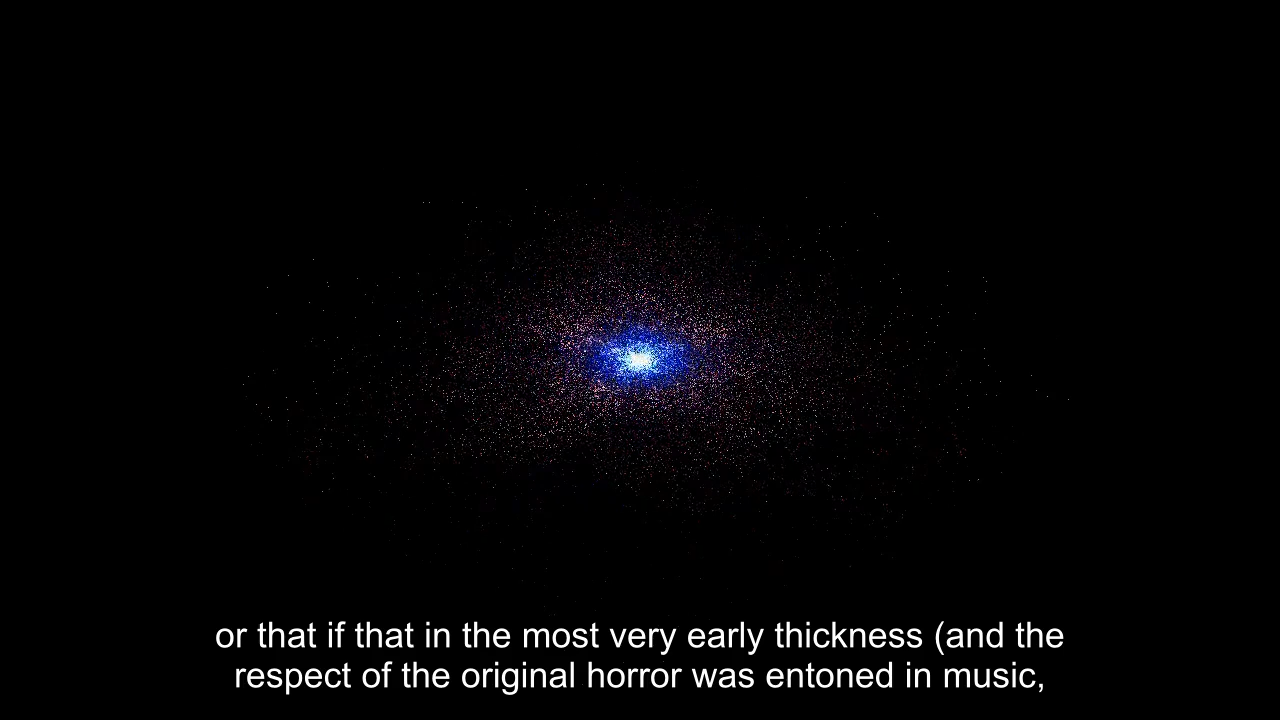 or that if that in the most very early thickness (and the
respect of the original horror was entoned in music,